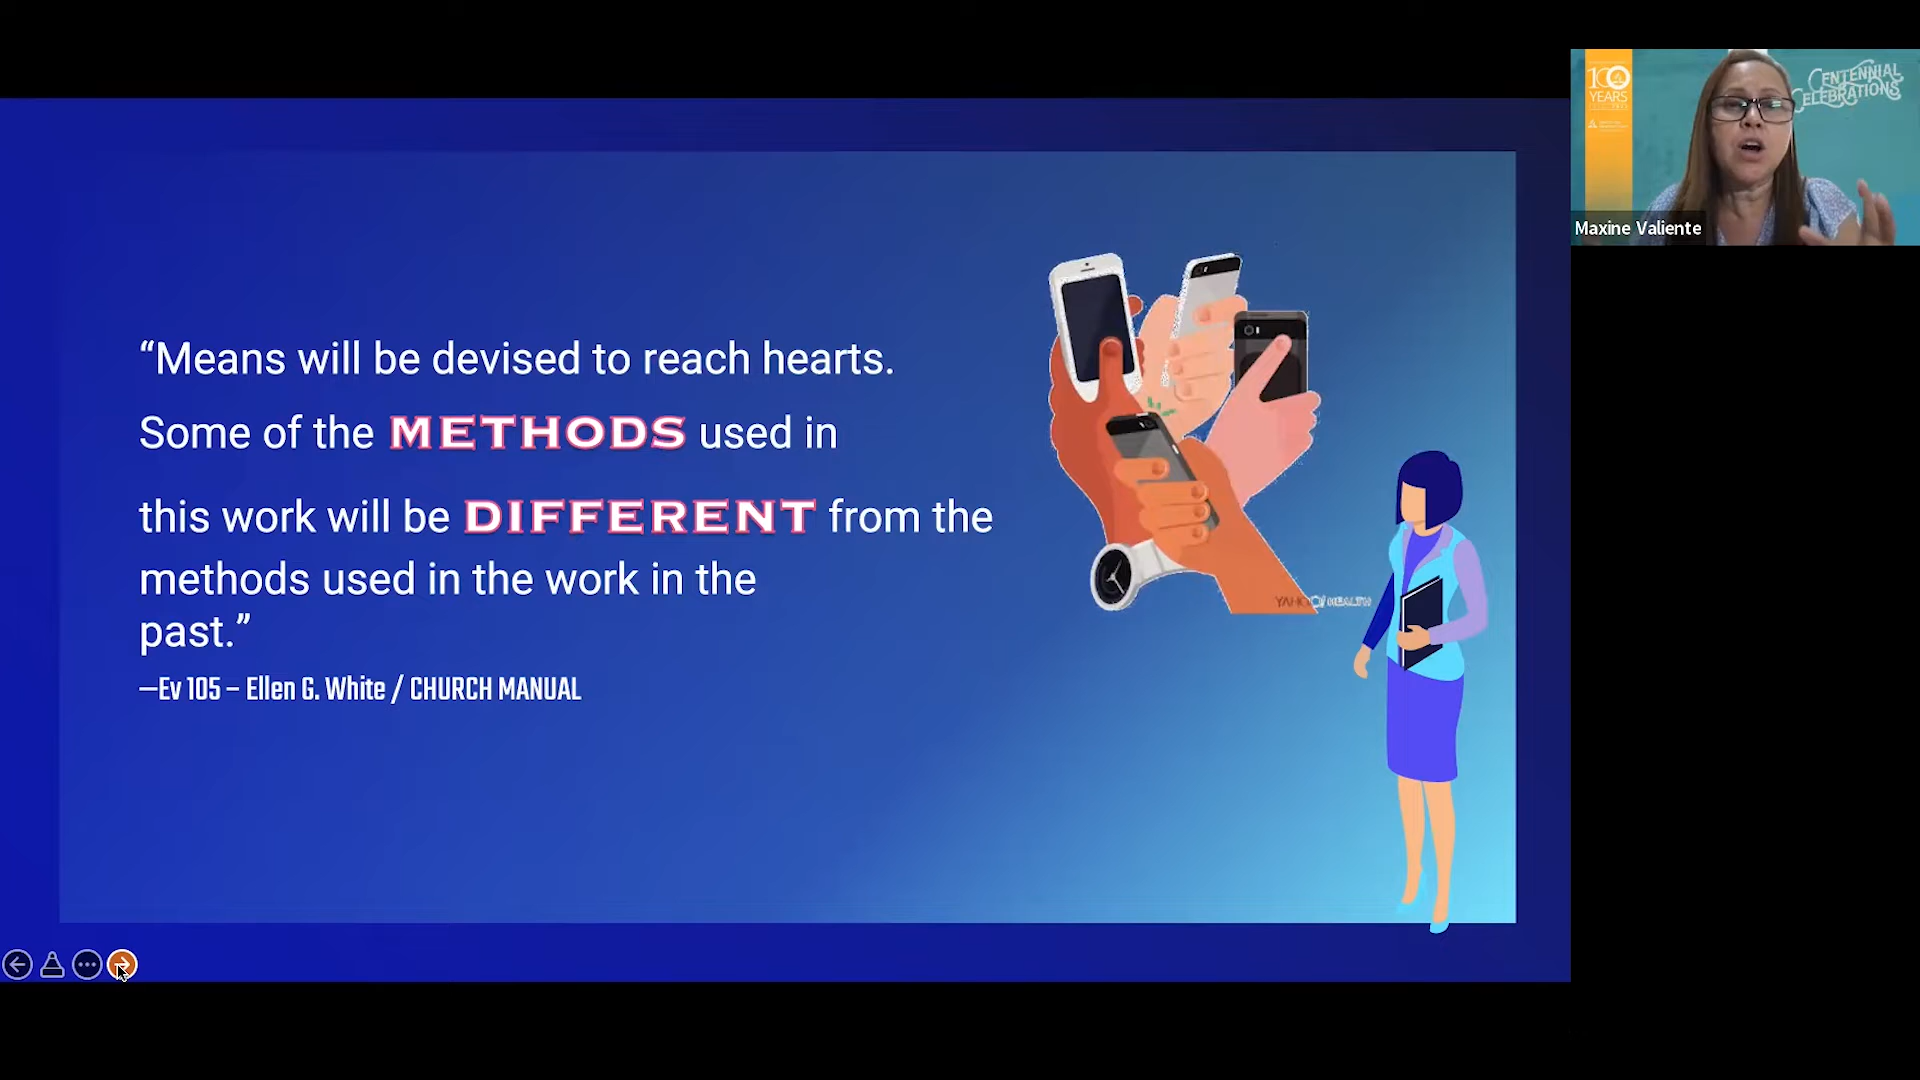 “Means will be devised to reach hearts.
Some of the METHODS used in
this work will be DIFFERENT from the
methods used in the work in the
past.”
—Ev 105 – Ellen G. White / CHURCH MANUAL
YAHOO! HEALTH
100
YEARS
CENTENNIAL
CELEBRATIONS
Maxine Valiente